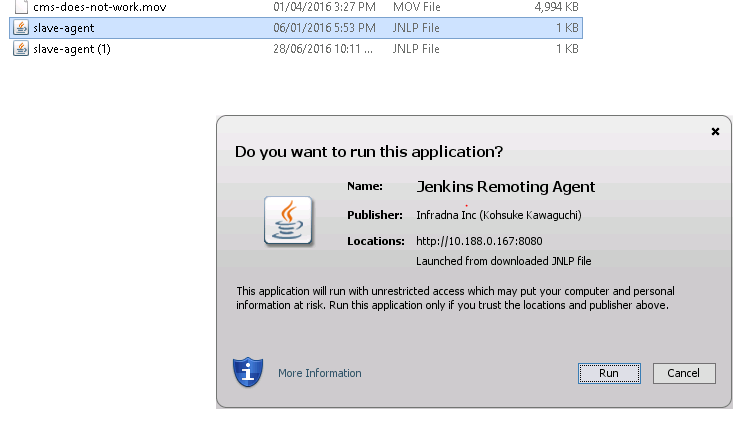 cms-does-not-work.mov 01/04/2016 3:27 PM MOV File 4,994 KB
slave-agent 06/01/2016 5:53 PM JNLP File 1 KB
slave-agent (1) 28/06/2016 10:11 ... JNLP File 1 KB
Do you want to run this application?
Name: Jenkins Remoting Agent
Publisher: Infradna Inc (Kohsuke Kawaguchi)
Locations: http://10.188.0.167:8080
Launched from downloaded JNLP file
This application will run with unrestricted access which may put your computer and personal
information at risk. Run this application only if you trust the locations and publisher above.
More Information Run Cancel